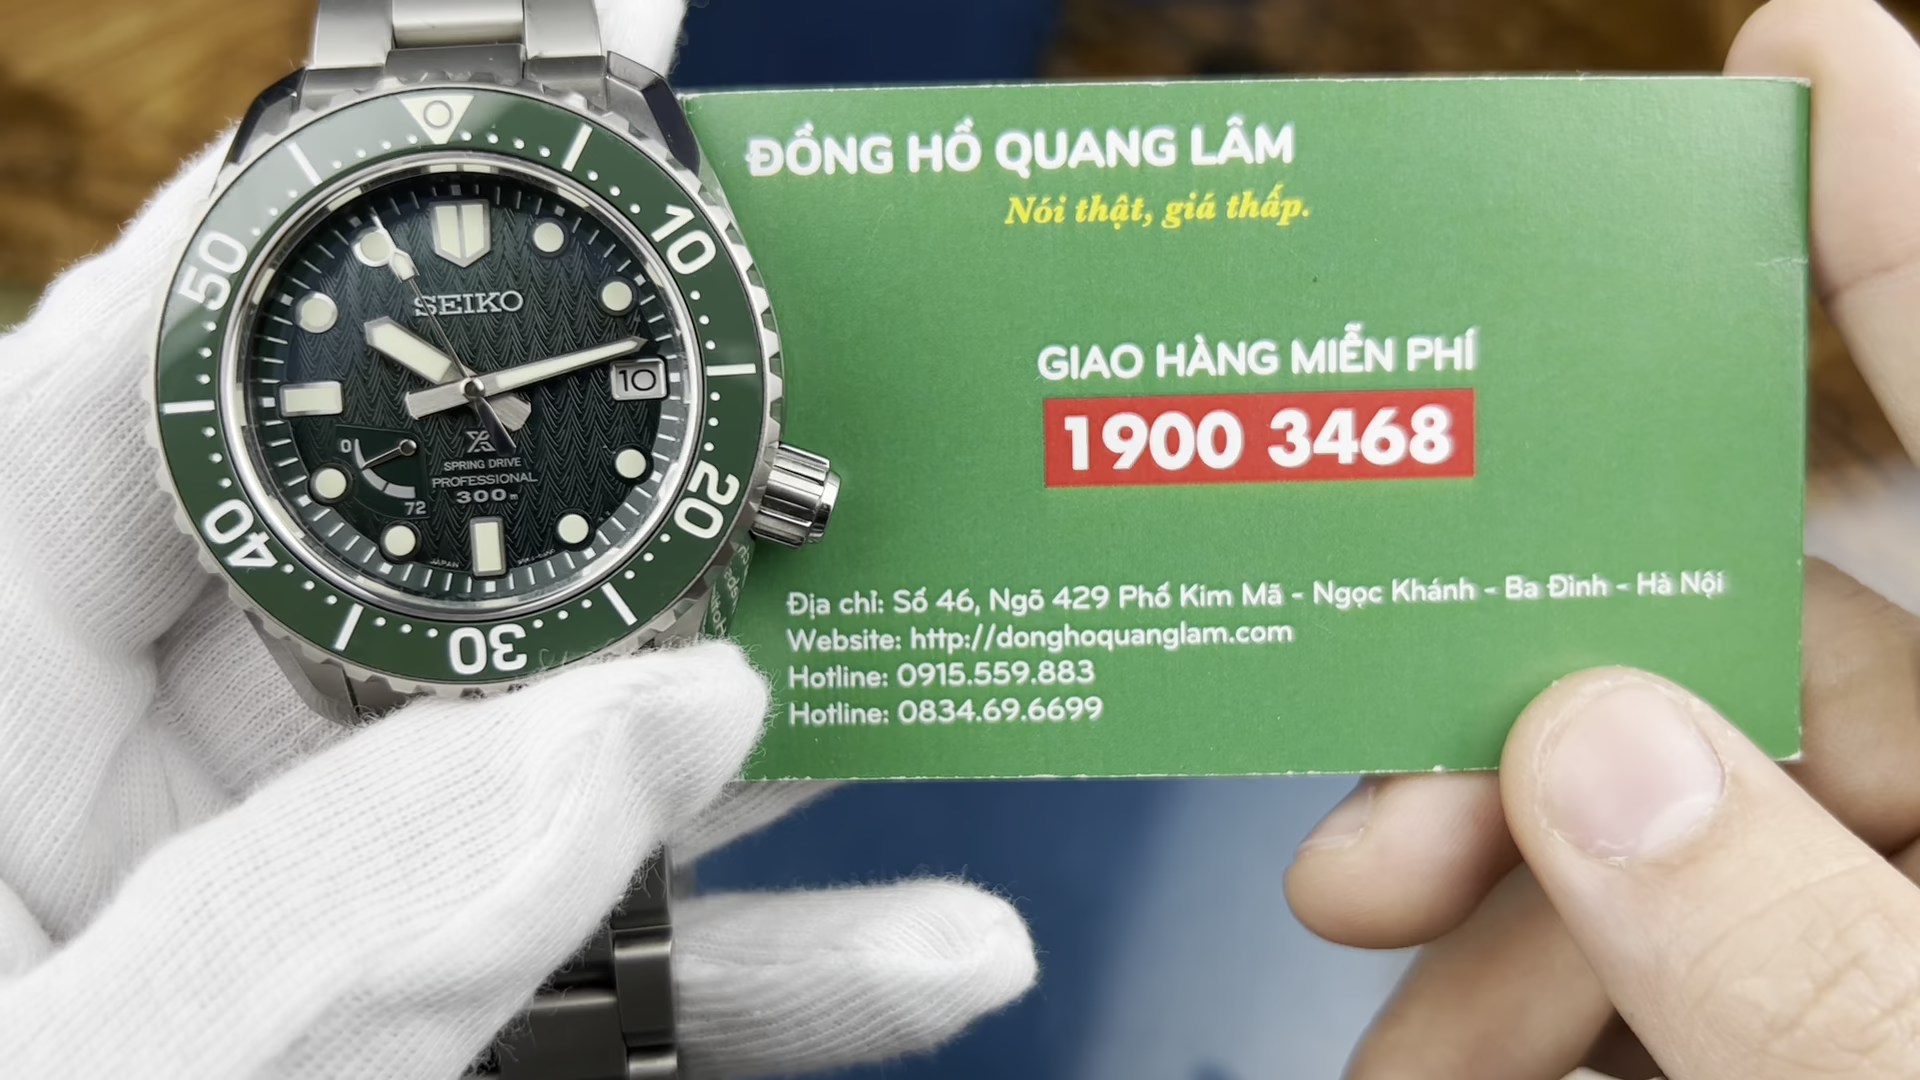 ĐỒNG HỒ QUANG LÂM
Nói thật, giá thấp.
GIAO HÀNG MIỄN PHÍ
1900 3468
Địa chỉ: Số 46, Ngõ 429 Phố Kim Mã - Ngọc Khánh - Ba Đình - Hà Nội
Website: http://donghoquanglam.com
Hotline: 0915.559.883
Hotline: 0834.69.6699
10
20
30
40
50
SEIKO
10
SPRING DRIVE
PROFESSIONAL
300m
0
72
JAPAN